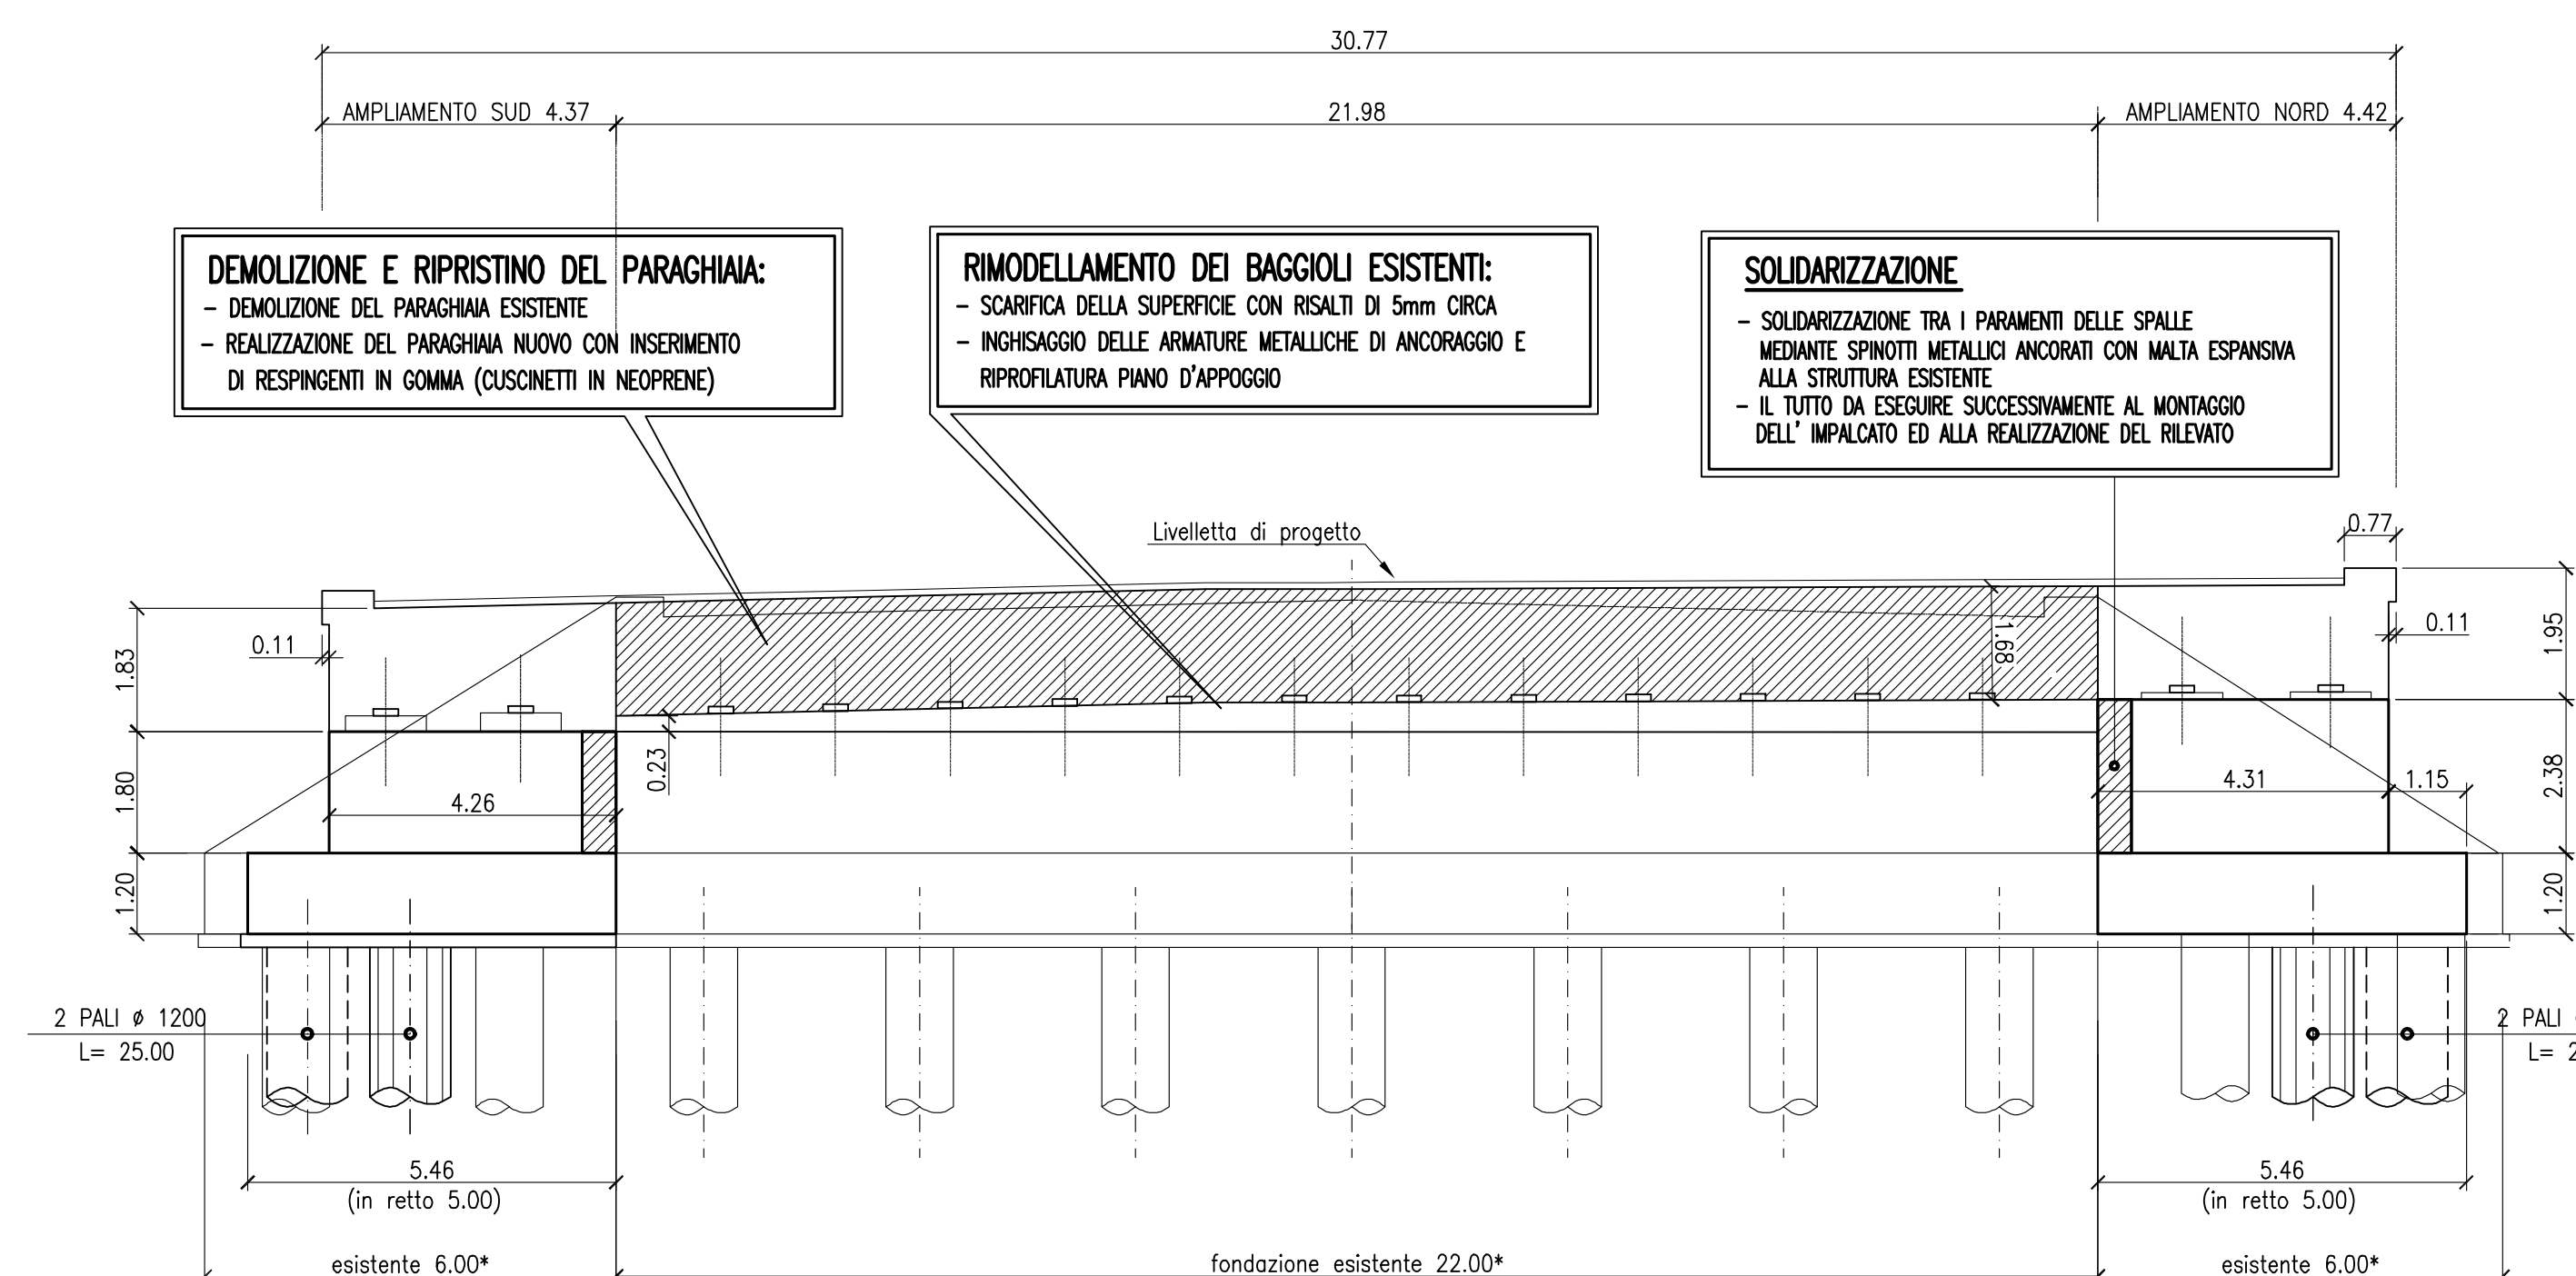 30.77
AMPLIAMENTO SUD 4.37
21.98
AMPLIAMENTO NORD 4.42
DEMOLIZIONE E RIPRISTINO DEL PARAGHIAIA:
- DEMOLIZIONE DEL PARAGHIAIA ESISTENTE
- REALIZZAZIONE DEL PARAGHIAIA NUOVO CON INSERIMENTO
DI RESPINGENTI IN GOMMA (CUSCINETTI IN NEOPRENE)
RIMODELLAMENTO DEI BAGGIOLI ESISTENTI:
- SCARIFICA DELLA SUPERFICIE CON RISALTI DI 5mm CIRCA
- INGHISAGGIO DELLE ARMATURE METALLICHE DI ANCORAGGIO E
RIPROFILATURA PIANO D'APPOGGIO
SOLIDARIZZAZIONE
- SOLIDARIZZAZIONE TRA I PARAMENTI DELLE SPALLE
MEDIANTE SPINOTTI METALLICI ANCORATI CON MALTA ESPANSIVA
ALLA STRUTTURA ESISTENTE
- IL TUTTO DA ESEGUIRE SUCCESSIVAMENTE AL MONTAGGIO
DELL' IMPALCATO ED ALLA REALIZZAZIONE DEL RILEVATO
Livelletta di progetto
0.77
0.11
0.11
1.83
1.68
1.95
0.23
1.80
4.26
4.31
1.15
2.38
1.20
1.20
2 PALI ø 1200
L= 25.00
2 PALI
L= 2
5.46
(in retto 5.00)
5.46
(in retto 5.00)
esistente 6.00*
fondazione esistente 22.00*
esistente 6.00*